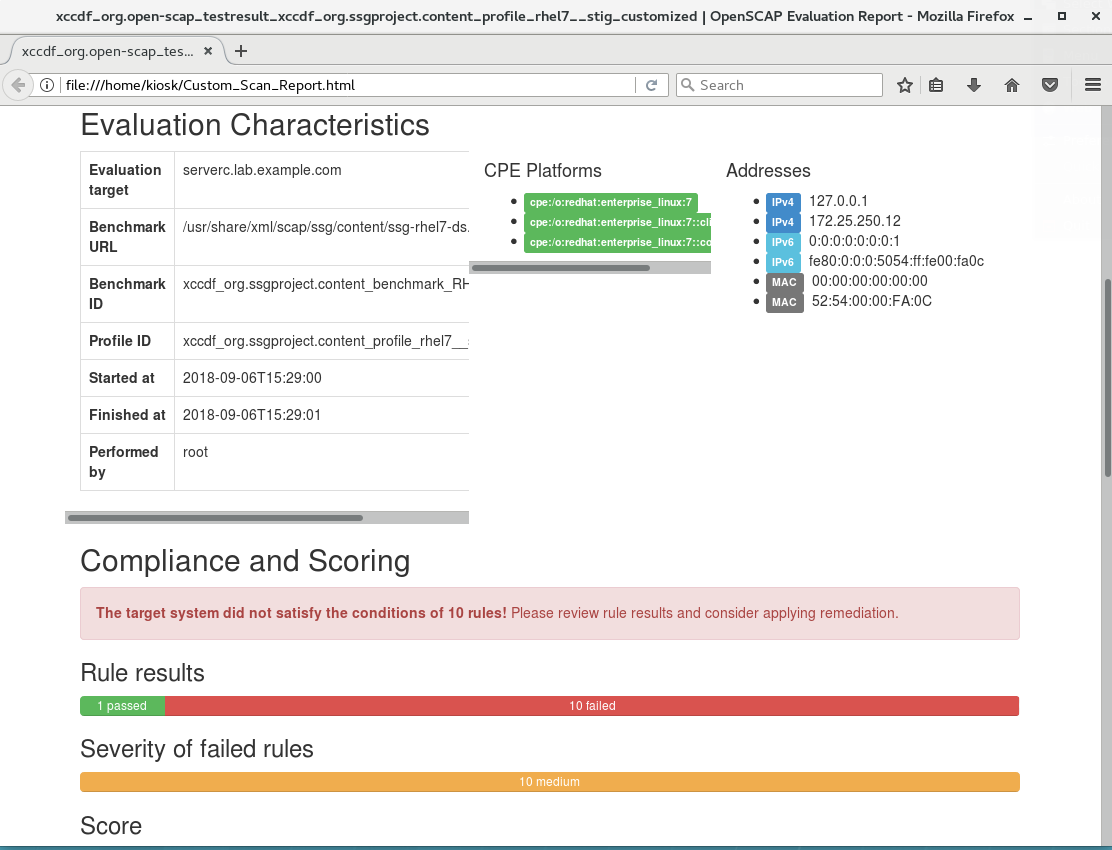 xccdf_org.open-scap_testresult_xccdf_org.ssgproject.content_profile_rhel7__stig_customized | OpenSCAP Evaluation Report - Mozilla Firefox
xccdf_org.open-scap_tes...
file:///home/kiosk/Custom_Scan_Report.html
Search
Evaluation Characteristics
Evaluation target
serverc.lab.example.com
Benchmark URL
/usr/share/xml/scap/ssg/content/ssg-rhel7-ds.
Benchmark ID
xccdf_org.ssgproject.content_benchmark_RH
Profile ID
xccdf_org.ssgproject.content_profile_rhel7__
Started at
2018-09-06T15:29:00
Finished at
2018-09-06T15:29:01
Performed by
root
CPE Platforms
cpe:/o:redhat:enterprise_linux:7
cpe:/o:redhat:enterprise_linux:7::cli
cpe:/o:redhat:enterprise_linux:7::co
Addresses
IPv4 127.0.0.1
IPv4 172.25.250.12
IPv6 0:0:0:0:0:0:0:1
IPv6 fe80:0:0:0:5054:ff:fe00:fa0c
MAC 00:00:00:00:00:00
MAC 52:54:00:00:FA:0C
Compliance and Scoring
The target system did not satisfy the conditions of 10 rules! Please review rule results and consider applying remediation.
Rule results
1 passed
10 failed
Severity of failed rules
10 medium
Score